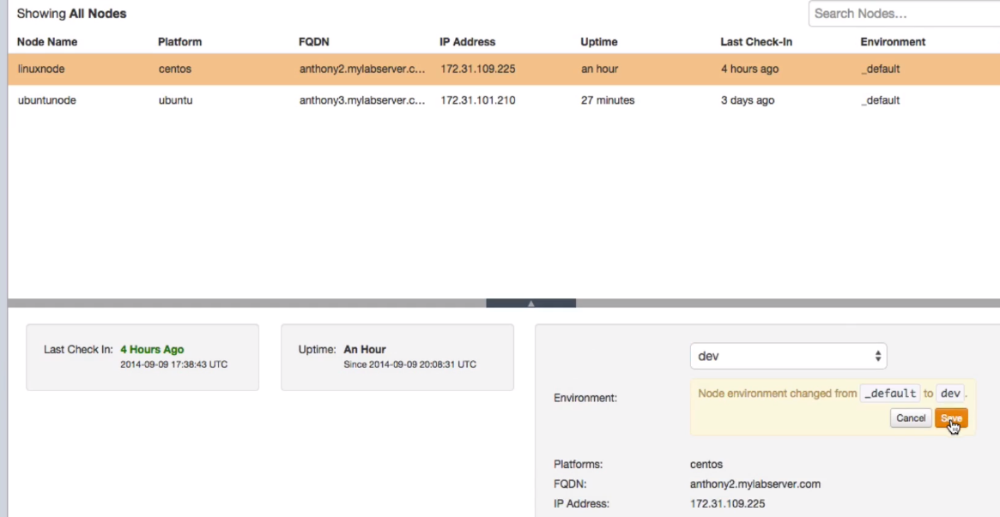 Showing All Nodes
Search Nodes...
Node Name Platform FQDN IP Address Uptime Last Check-In Environment
linuxnode centos anthony2.mylabserver.c... 172.31.109.225 an hour 4 hours ago _default
ubuntunode ubuntu anthony3.mylabserver.c... 172.31.101.210 27 minutes 3 days ago _default
Last Check In: 4 Hours Ago
2014-09-09 17:38:43 UTC
Uptime: An Hour
Since 2014-09-09 20:08:31 UTC
dev
Environment:
Node environment changed from _default to dev.
Cancel Save
Platforms: centos
FQDN: anthony2.mylabserver.com
IP Address: 172.31.109.225